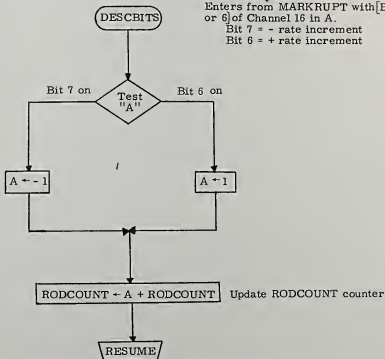 DESCBITS
Enters from MARKRUPT with
or 6] of Channel 16 in A.
Bit 7 = - rate increment
Bit 6 = + rate increment
Bit 7 on
Test
"A"
Bit 6 on
A ← - 1
A ← 1
RODCOUNT ← A + RODCOUNT
Update RODCOUNT counter
RESUME